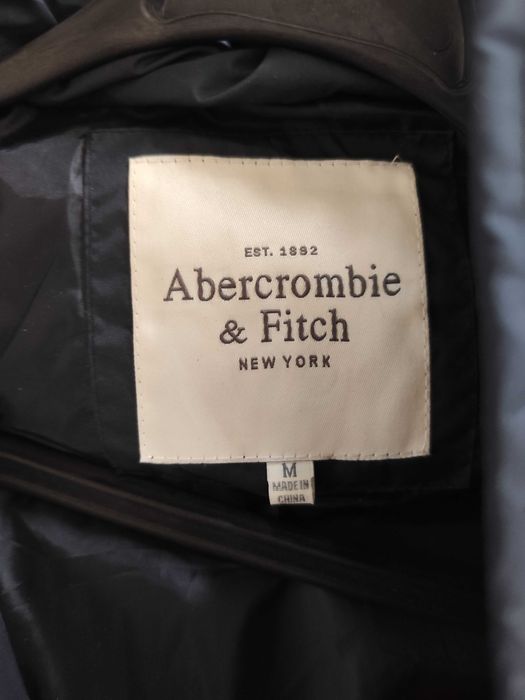 EST. 1892
Abercrombie
& Fitch
NEW YORK
M
MADE IN
CHINA